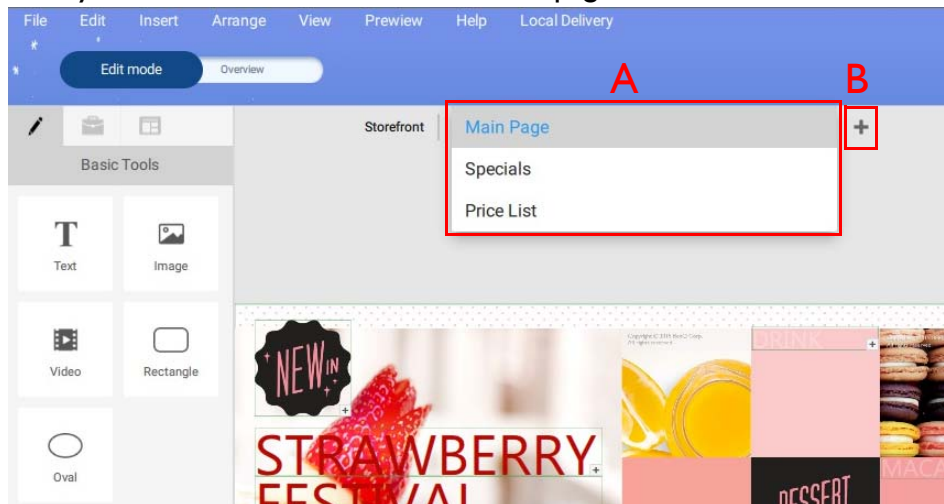 File Edit Insert Arrange View Prewiew Help Local Delivery
Edit mode Overview
A B
Storefront Main Page +
Basic Tools
Specials
Price List
Text Image
Video Rectangle
Oval
NEW IN
STRAWBERRY
FESTIVAL
DRINK
DESSERT
MACA